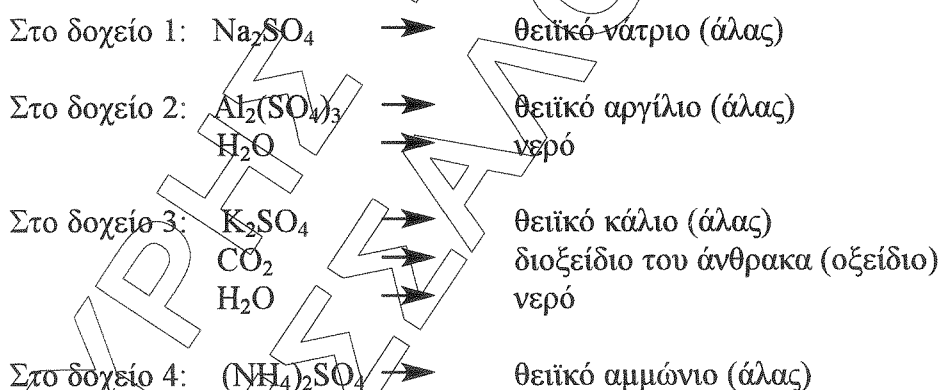 Στο δοχείο 1: Na₂SO₄ → θειϊκό νάτριο (άλας)
Στο δοχείο 2: Al₂(SO₄)₃ → θειϊκό αργίλιο (άλας)
H₂O → νερό
Στο δοχείο 3: K₂SO₄ → θειϊκό κάλιο (άλας)
CO₂ → διοξείδιο του άνθρακα (οξείδιο)
H₂O → νερό
Στο δοχείο 4: (NH₄)₂SO₄ → θειϊκό αμμώνιο (άλας)